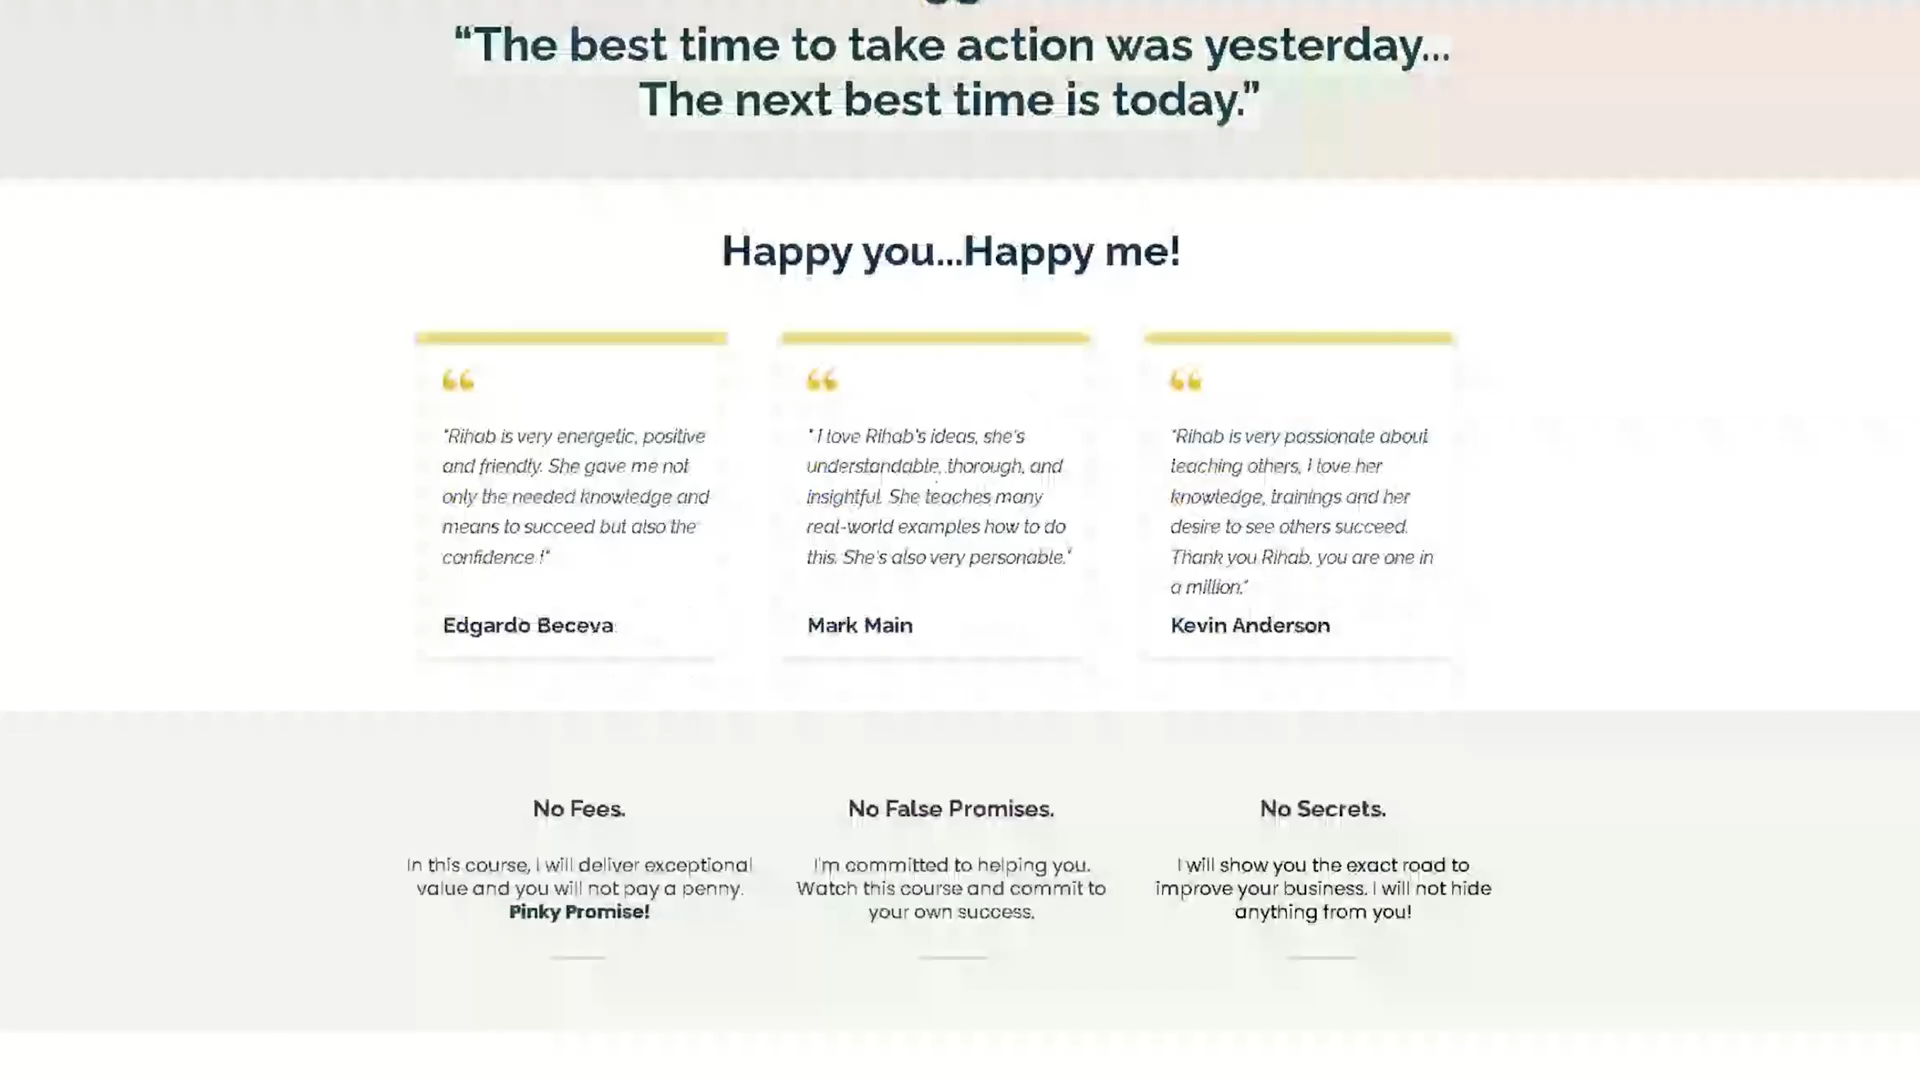 “The best time to take action was yesterday...
The next best time is today.”
Happy you...Happy me!
"Rihab is very energetic, positive
and friendly. She gave me not
only the needed knowledge and
means to succeed but also the
confidence !"
Edgardo Beceva
" I love Rihab's ideas, she's
understandable, thorough, and
insightful. She teaches many
real-world examples how to do
this. She's also very personable."
Mark Main
"Rihab is very passionate about
teaching others, I love her
knowledge, trainings and her
desire to see others succeed.
Thank you Rihab, you are one in
a million."
Kevin Anderson
No Fees.
In this course, I will deliver exceptional
value and you will not pay a penny.
Pinky Promise!
No False Promises.
I'm committed to helping you.
Watch this course and commit to
your own success.
No Secrets.
I will show you the exact road to
improve your business. I will not hide
anything from you!